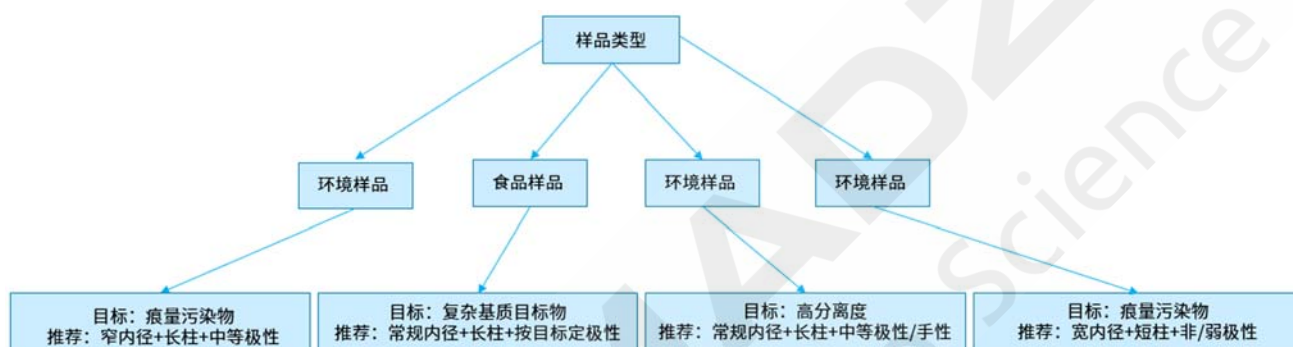 样品类型
环境样品
食品样品
环境样品
环境样品
目标：痕量污染物
推荐：窄内径+长柱+中等极性
目标：复杂基质目标物
推荐：常规内径+长柱+按目标定极性
目标：高分离度
推荐：常规内径+长柱+中等极性/手性
目标：痕量污染物
推荐：宽内径+短柱+非/弱极性
Science